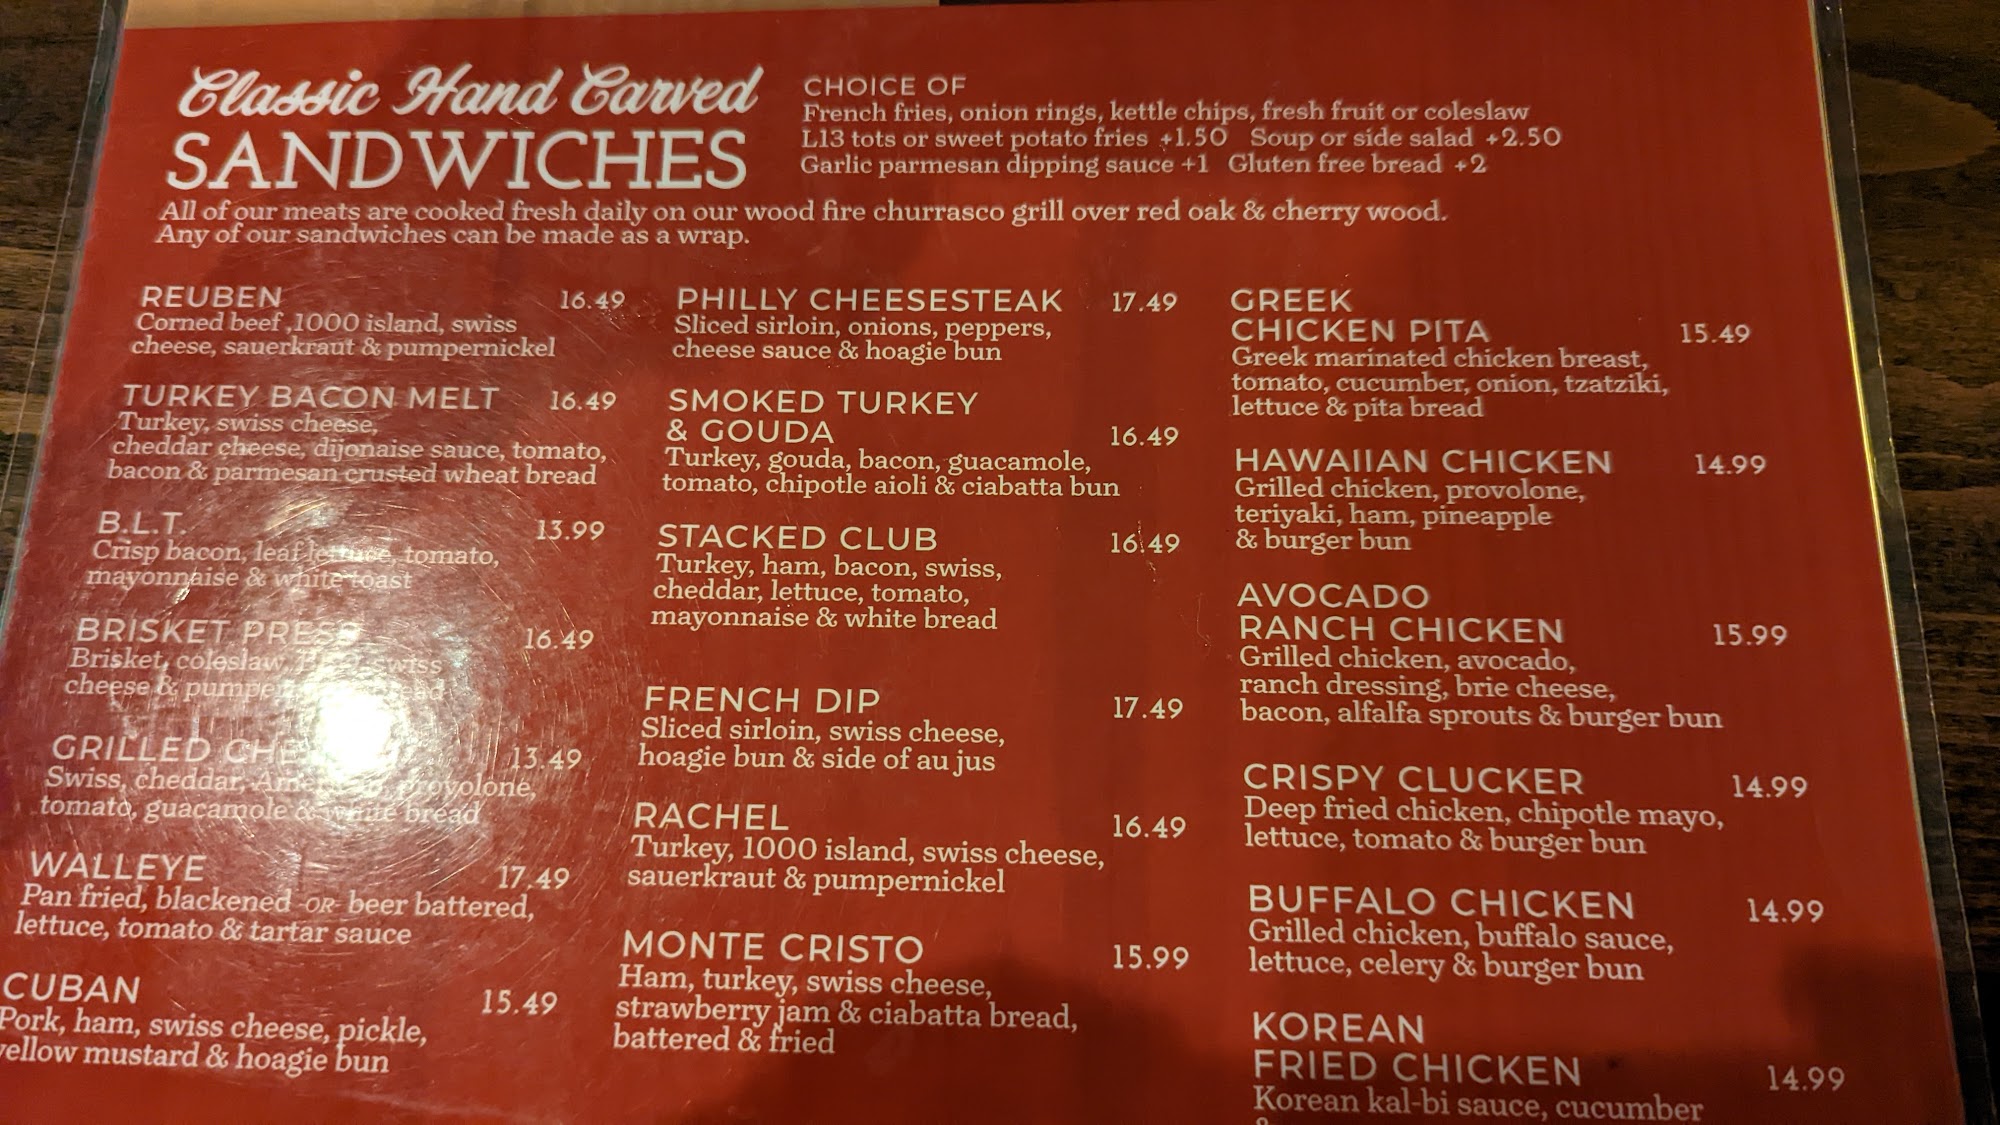 Classic Hand Carved
SANDWICHES
CHOICE OF
French fries, onion rings, kettle chips, fresh fruit or coleslaw
L13 tots or sweet potato fries +1.50 Soup or side salad +2.50
Garlic parmesan dipping sauce +1 Gluten free bread +2
All of our meats are cooked fresh daily on our wood fire churrasco grill over red oak & cherry wood.
Any of our sandwiches can be made as a wrap.
REUBEN 16.49
Corned beef ,1000 island, swiss
cheese, sauerkraut & pumpernickel
TURKEY BACON MELT 16.49
Turkey, swiss cheese,
cheddar cheese, dijonaise sauce, tomato,
bacon & parmesan crusted wheat bread
B.L.T. 13.99
Crisp bacon, leaf lettuce, tomato,
mayonnaise & white toast
BRISKET PRESS 16.49
Brisket, coleslaw, swiss
cheese &
GRILLED 13.49
Swiss, cheddar, provolone,
tomato, guacamole & white bread
WALLEYE 17.49
Pan fried, blackened -OR- beer battered,
lettuce, tomato & tartar sauce
CUBAN 15.49
Pork, ham, swiss cheese, pickle,
yellow mustard & hoagie bun
PHILLY CHEESESTEAK 17.49
Sliced sirloin, onions, peppers,
cheese sauce & hoagie bun
SMOKED TURKEY
& GOUDA 16.49
Turkey, gouda, bacon, guacamole,
tomato, chipotle aioli & ciabatta bun
STACKED CLUB 16.49
Turkey, ham, bacon, swiss,
cheddar, lettuce, tomato,
mayonnaise & white bread
FRENCH DIP 17.49
Sliced sirloin, swiss cheese,
hoagie bun & side of au jus
RACHEL 16.49
Turkey, 1000 island, swiss cheese,
sauerkraut & pumpernickel
MONTE CRISTO 15.99
Ham, turkey, swiss cheese,
strawberry jam & ciabatta bread,
battered & fried
GREEK
CHICKEN PITA 15.49
Greek marinated chicken breast,
tomato, cucumber, onion, tzatziki,
lettuce & pita bread
HAWAIIAN CHICKEN 14.99
Grilled chicken, provolone,
teriyaki, ham, pineapple
& burger bun
AVOCADO
RANCH CHICKEN 15.99
Grilled chicken, avocado,
ranch dressing, brie cheese,
bacon, alfalfa sprouts & burger bun
CRISPY CLUCKER 14.99
Deep fried chicken, chipotle mayo,
lettuce, tomato & burger bun
BUFFALO CHICKEN 14.99
Grilled chicken, buffalo sauce,
lettuce, celery & burger bun
KOREAN
FRIED CHICKEN 14.99
Korean kal-bi sauce, cucumber